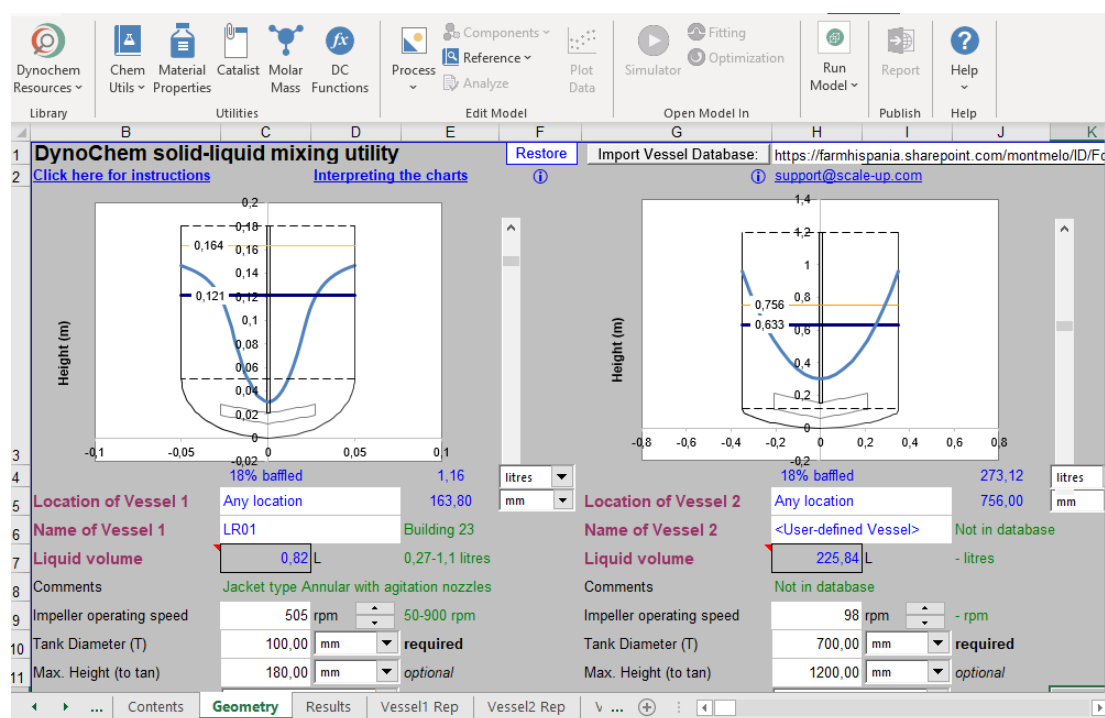 Components
Fitting
Reference
Optimization
Analyze
Dynochem Resources
Chem Utils
Material Properties
Catalist
Molar Mass
DC Functions
Process
Plot Data
Simulator
Run Model
Report
Help
Library
Utilities
Edit Model
Open Model In
Publish
Help
B C D E F G H I J K
1 DynoChem solid-liquid mixing utility Restore Import Vessel Database: https://farmhispania.sharepoint.com/montmelo/ID/Fo
2 Click here for instructions Interpreting the charts support@scale-up.com
0,2
0,18
0,164
0,16
0,14
0,121
0,12
0,1
0,08
0,06
0,04
0,02
0
-0,02
-0,1 -0,05 0,05 0,1
Height (m)
1,4
1,2
1
0,8
0,756
0,633
0,6
0,4
0,2
0
-0,2
-0,8 -0,6 -0,4 -0,2 0 0,2 0,4 0,6 0,8
Height (m)
3
4 18% baffled 1,16 litres 18% baffled 273,12 litres
5 Location of Vessel 1 Any location 163,80 mm Location of Vessel 2 Any location 756,00 mm
6 Name of Vessel 1 LR01 Building 23 Name of Vessel 2 <User-defined Vessel> Not in database
7 Liquid volume 0,82 L 0,27-1,1 litres Liquid volume 225,84 L - litres
8 Comments Jacket type Annular with agitation nozzles Comments Not in database
9 Impeller operating speed 505 rpm 50-900 rpm Impeller operating speed 98 rpm - rpm
10 Tank Diameter (T) 100,00 mm required Tank Diameter (T) 700,00 mm required
11 Max. Height (to tan) 180,00 mm optional Max. Height (to tan) 1200,00 mm optional
... Contents Geometry Results Vessel1 Rep Vessel2 Rep V ...